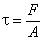 τ = F/A